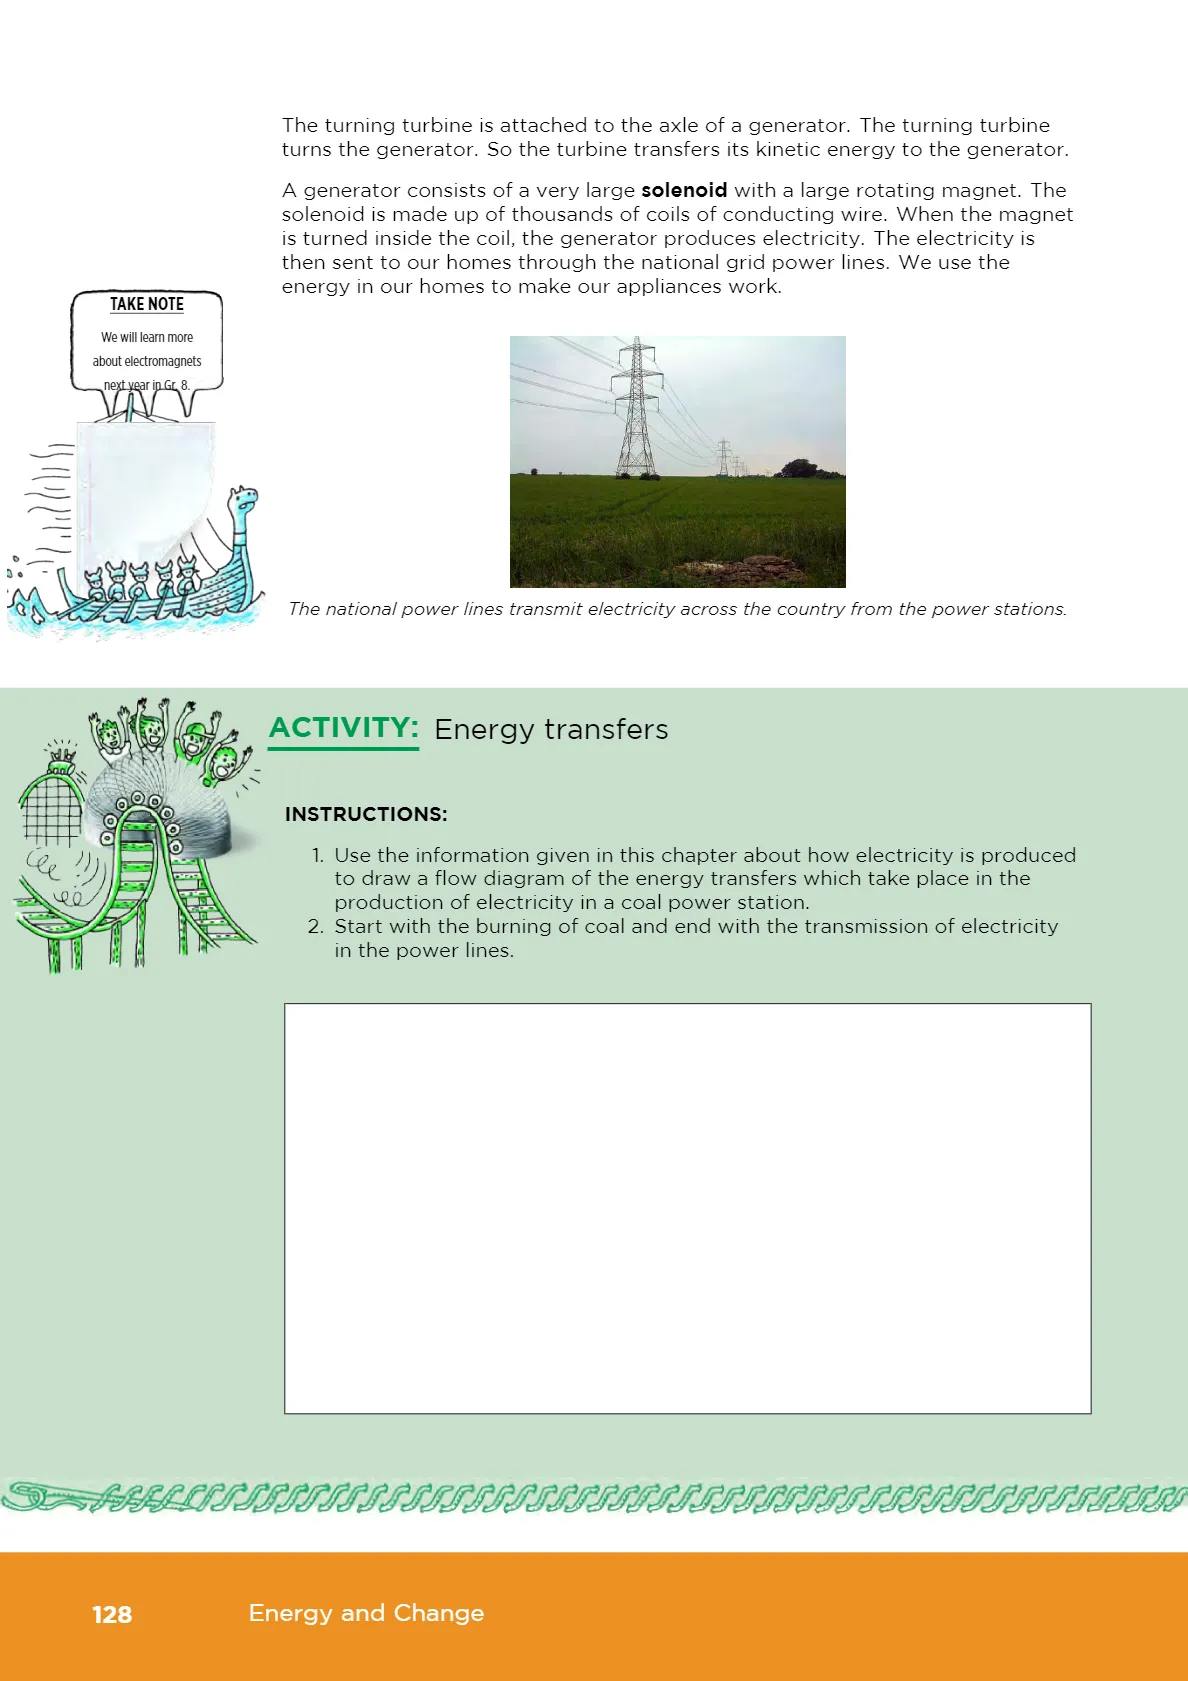 The turning turbine is attached to the axle of a generator. The turning turbine
turns the generator. So the turbine transfers its kinetic energy to the generator.
A generator consists of a very large solenoid with a large rotating magnet. The
solenoid is made up of thousands of coils of conducting wire. When the magnet
is turned inside the coil, the generator produces electricity. The electricity is
then sent to our homes through the national grid power lines. We use the
energy in our homes to make our appliances work.
TAKE NOTE
We will learn more
about electromagnets
next year in Gr. 8.
The national power lines transmit electricity across the country from the power stations.
ACTIVITY: Energy transfers
INSTRUCTIONS:
1. Use the information given in this chapter about how electricity is produced
to draw a flow diagram of the energy transfers which take place in the
production of electricity in a coal power station.
2. Start with the burning of coal and end with the transmission of electricity
in the power lines.
128 Energy and Change